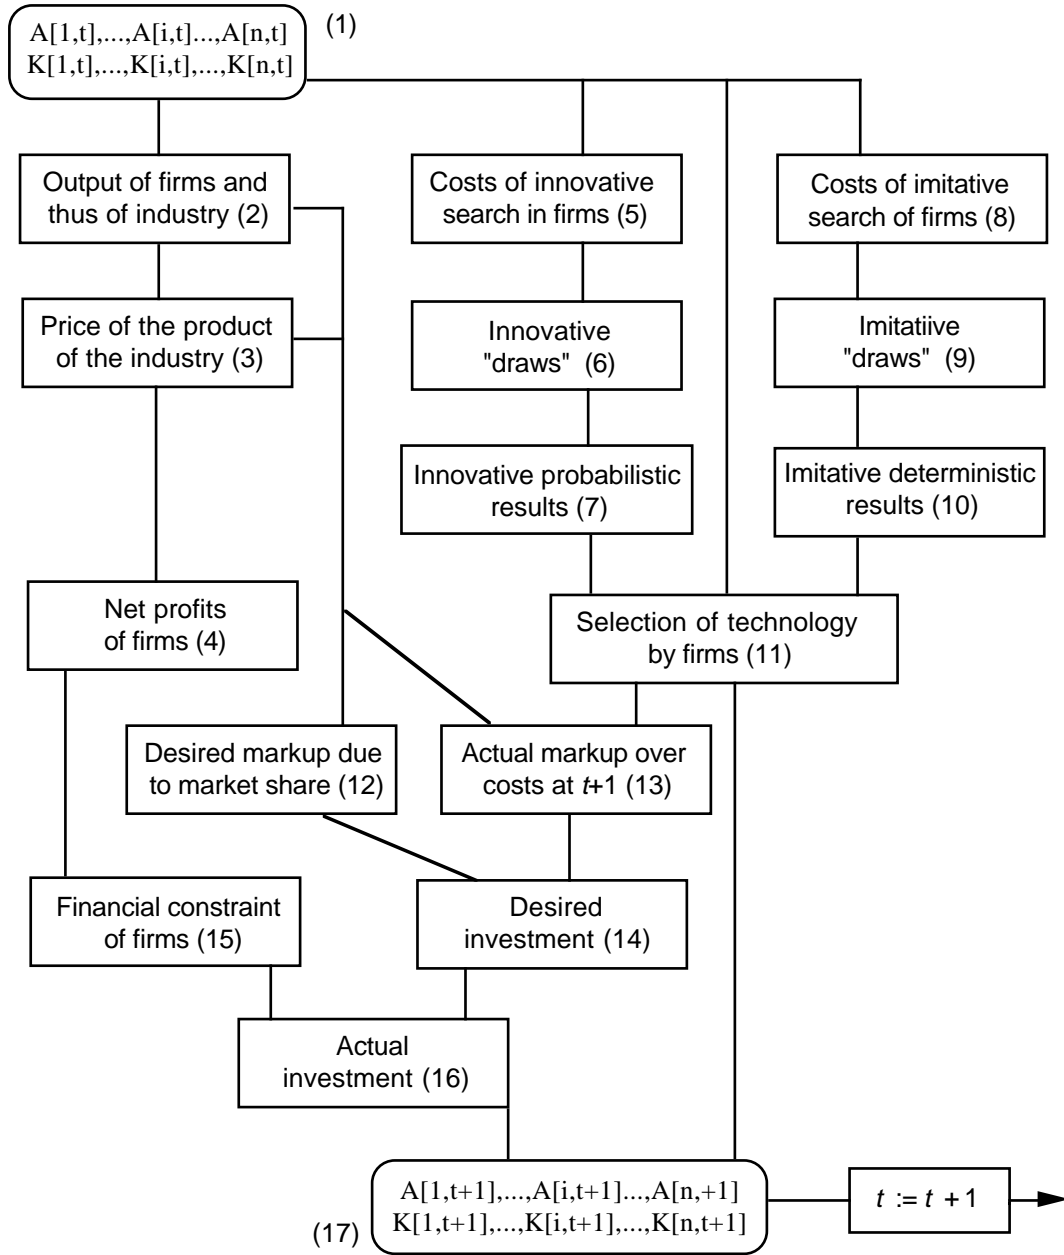 A[1,t],...,A[i,t]...,A[n,t]
K[1,t],...,K[i,t],...,K[n,t]
(1)
Output of firms and
thus of industry (2)
Costs of innovative
search in firms (5)
Costs of imitative
search of firms (8)
Price of the product
of the industry (3)
Innovative
"draws" (6)
Imitatiive
"draws" (9)
Innovative probabilistic
results (7)
Imitative deterministic
results (10)
Net profits
of firms (4)
Selection of technology
by firms (11)
Desired markup due
to market share (12)
Actual markup over
costs at t+1 (13)
Financial constraint
of firms (15)
Desired
investment (14)
Actual
investment (16)
A[1,t+1],...,A[i,t+1]...,A[n,+1]
K[1,t+1],...,K[i,t+1],...,K[n,t+1]
(17)
t := t +1